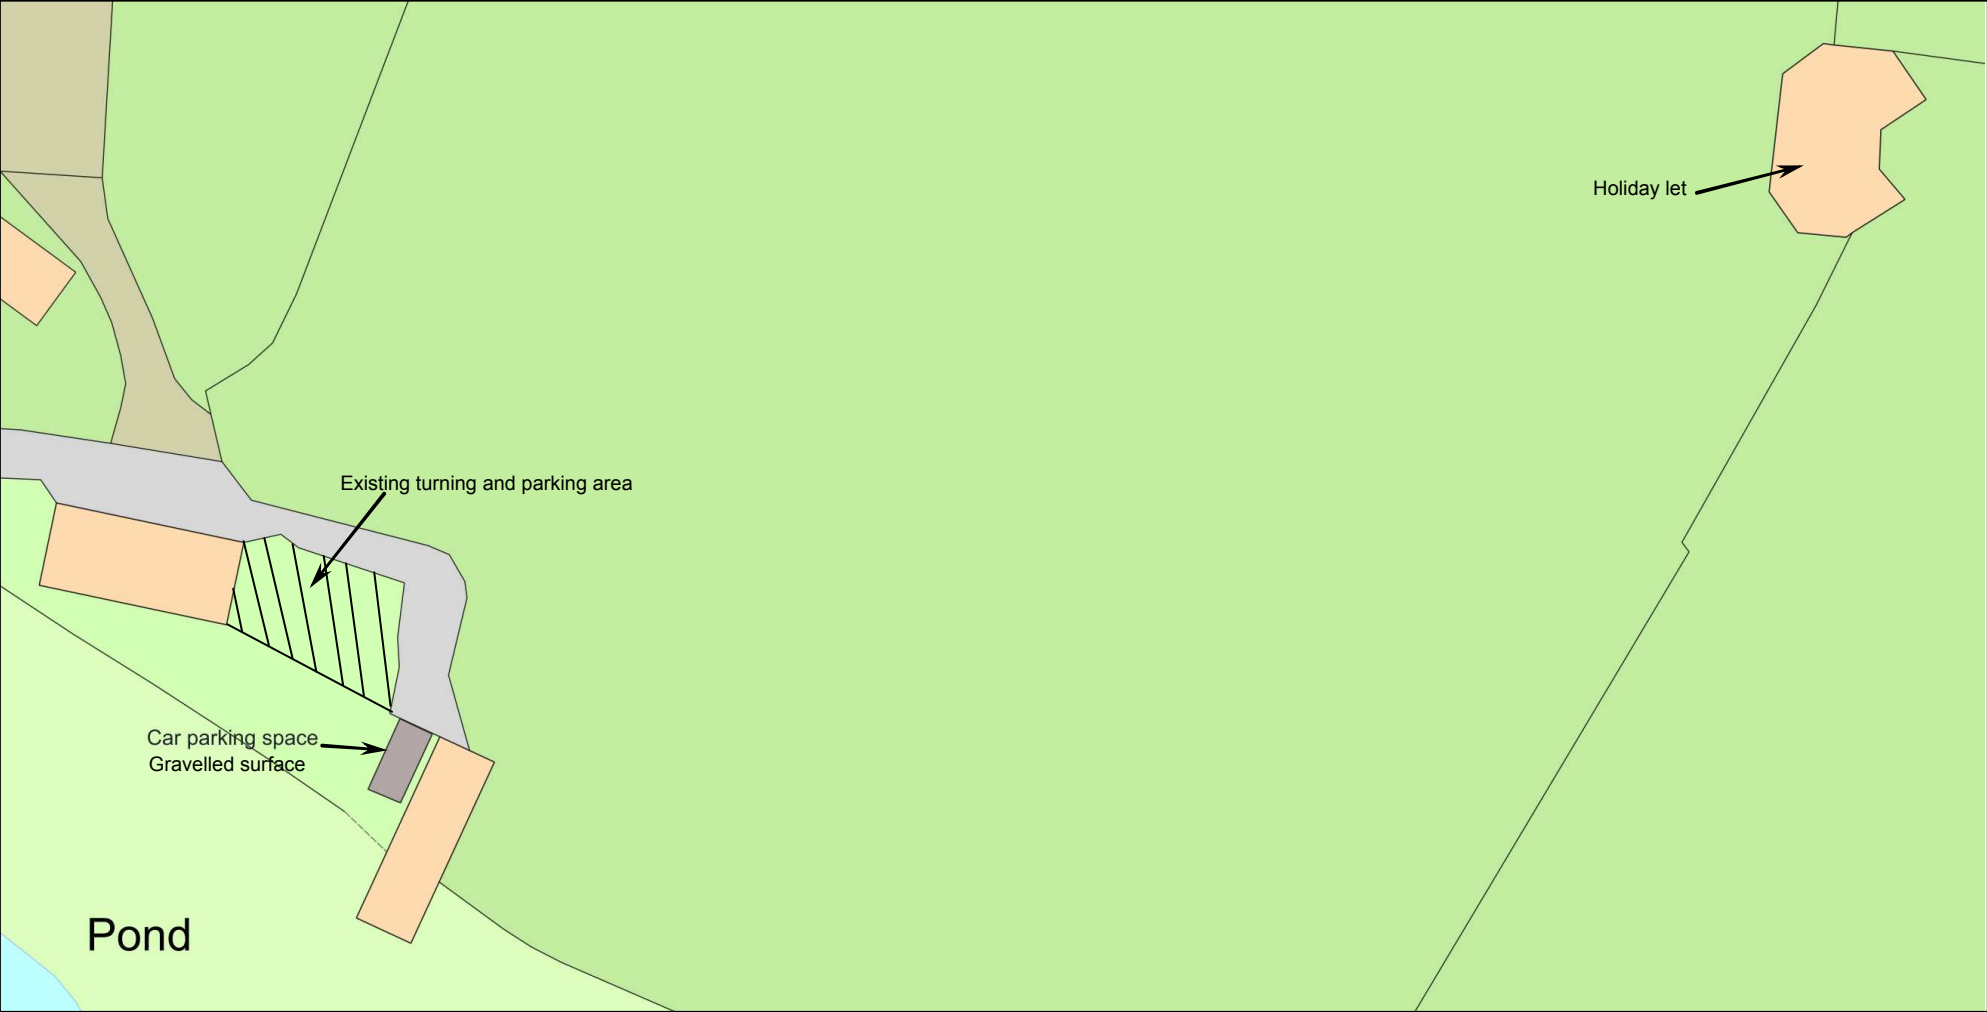 Holiday let
Existing turning and parking area
Car parking space
Gravelled surface
Pond